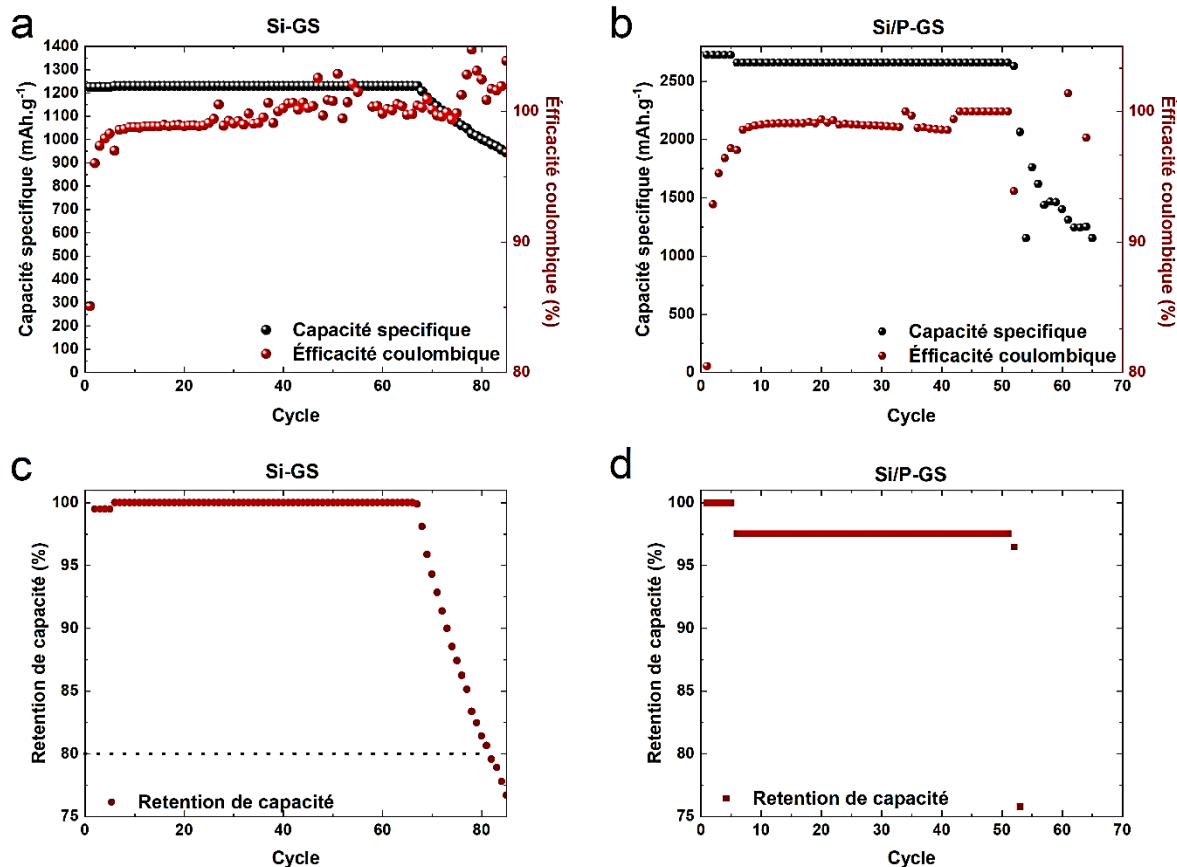 a
Si-GS
1400
1300
1200
1100
1000
900
800
700
600
500
400
300
200
100
0
Capacité specifique (mAh.g-1)
100
90
80
Éfficacité coulombique (%)
Capacité specifique
Éfficacité coulombique
0 20 40 60 80
Cycle
b
Si/P-GS
2500
2000
1500
1000
500
0
Capacité specifique (mAh.g-1)
100
90
80
Éfficacité coulombique (%)
Capacité specifique
Éfficacité coulombique
0 10 20 30 40 50 60 70
Cycle
c
Si-GS
100
95
90
85
80
75
Retention de capacité (%)
Retention de capacité
0 20 40 60 80
Cycle
d
Si/P-GS
100
95
90
85
80
75
Retention de capacité (%)
Retention de capacité
0 10 20 30 40 50 60 70
Cycle